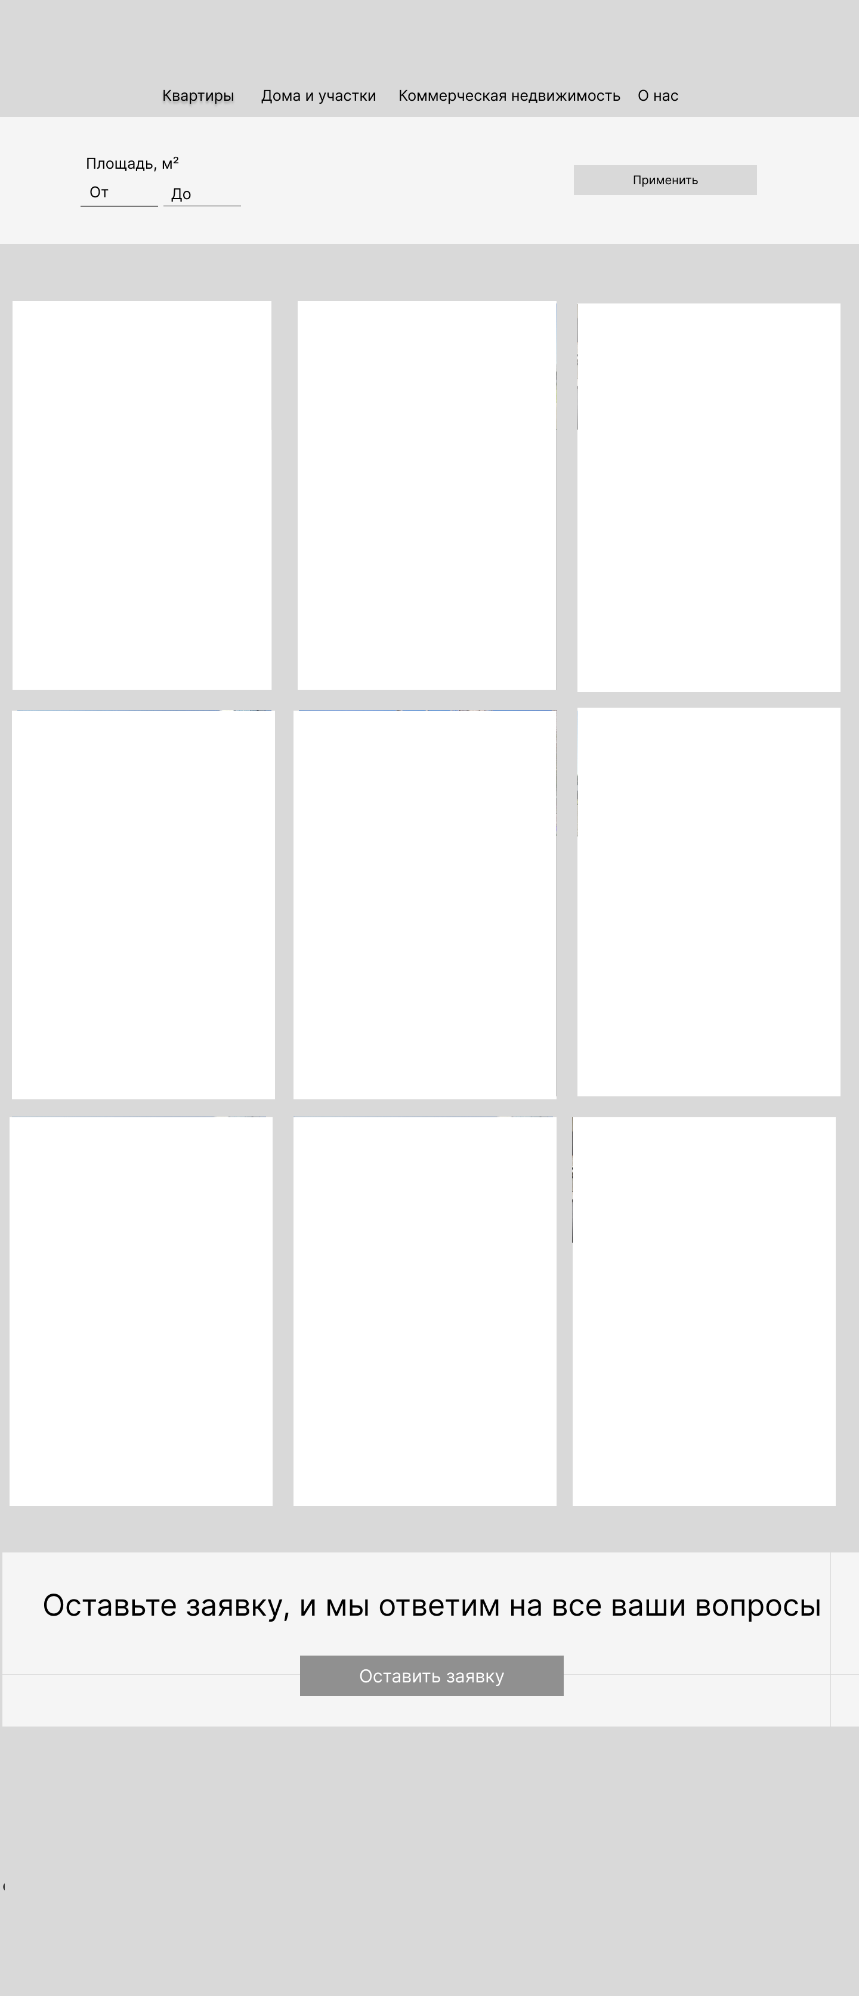 Квартиры Дома и участки Коммерческая недвижимость О нас
Площадь, м²
От До
Применить
Оставьте заявку, и мы ответим на все ваши вопросы
Оставить заявку